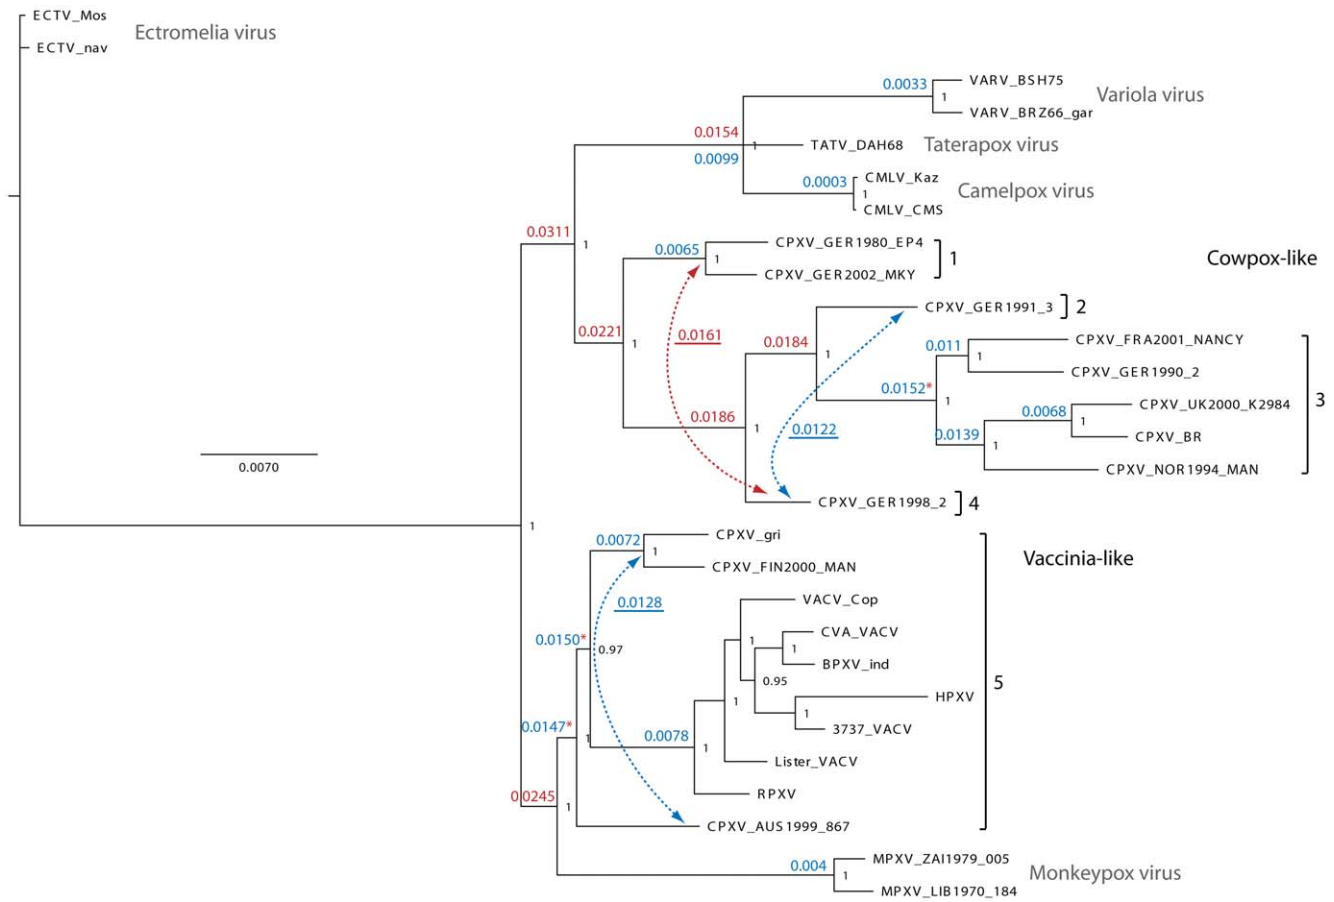 ECTV_Mos
Ectromelia virus
ECTV_nav
0.0033
VARV_BSH75
1
Variola virus
VARV_BRZ66_gar
0.0154
1
TATV_DAH68
Taterapox virus
0.0099
0.0003
CMLV_Kaz
1
Camelpox virus
CMLV_CMS
0.0311
1
0.0065
CPXV_GER1980_EP4
1
1
CPXV_GER2002_MKY
Cowpox-like
CPXV_GER1991_3
2
0.0221
1
0.0161
0.0184
1
0.011
CPXV_FRA2001_NANCY
1
CPXV_GER1990_2
0.0152*
1
3
0.0186
1
0.0122
0.0068
CPXV_UK2000_K2984
1
CPXV_BR
0.0139
1
CPXV_NOR1994_MAN
0.0070
CPXV_GER1998_2
4
1
0.0072
CPXV_gri
1
CPXV_FIN2000_MAN
Vaccinia-like
0.0128
VACV_Cop
0.0150*
0.97
1
CVA_VACV
1
BPXV_ind
0.95
5
HPXV
1
1
3737_VACV
0.0147*
1
0.0078
1
Lister_VACV
RPXV
0.0245
1
CPXV_AUS1999_867
0.004
MPXV_ZAI1979_005
1
Monkeypox virus
MPXV_LIB1970_184